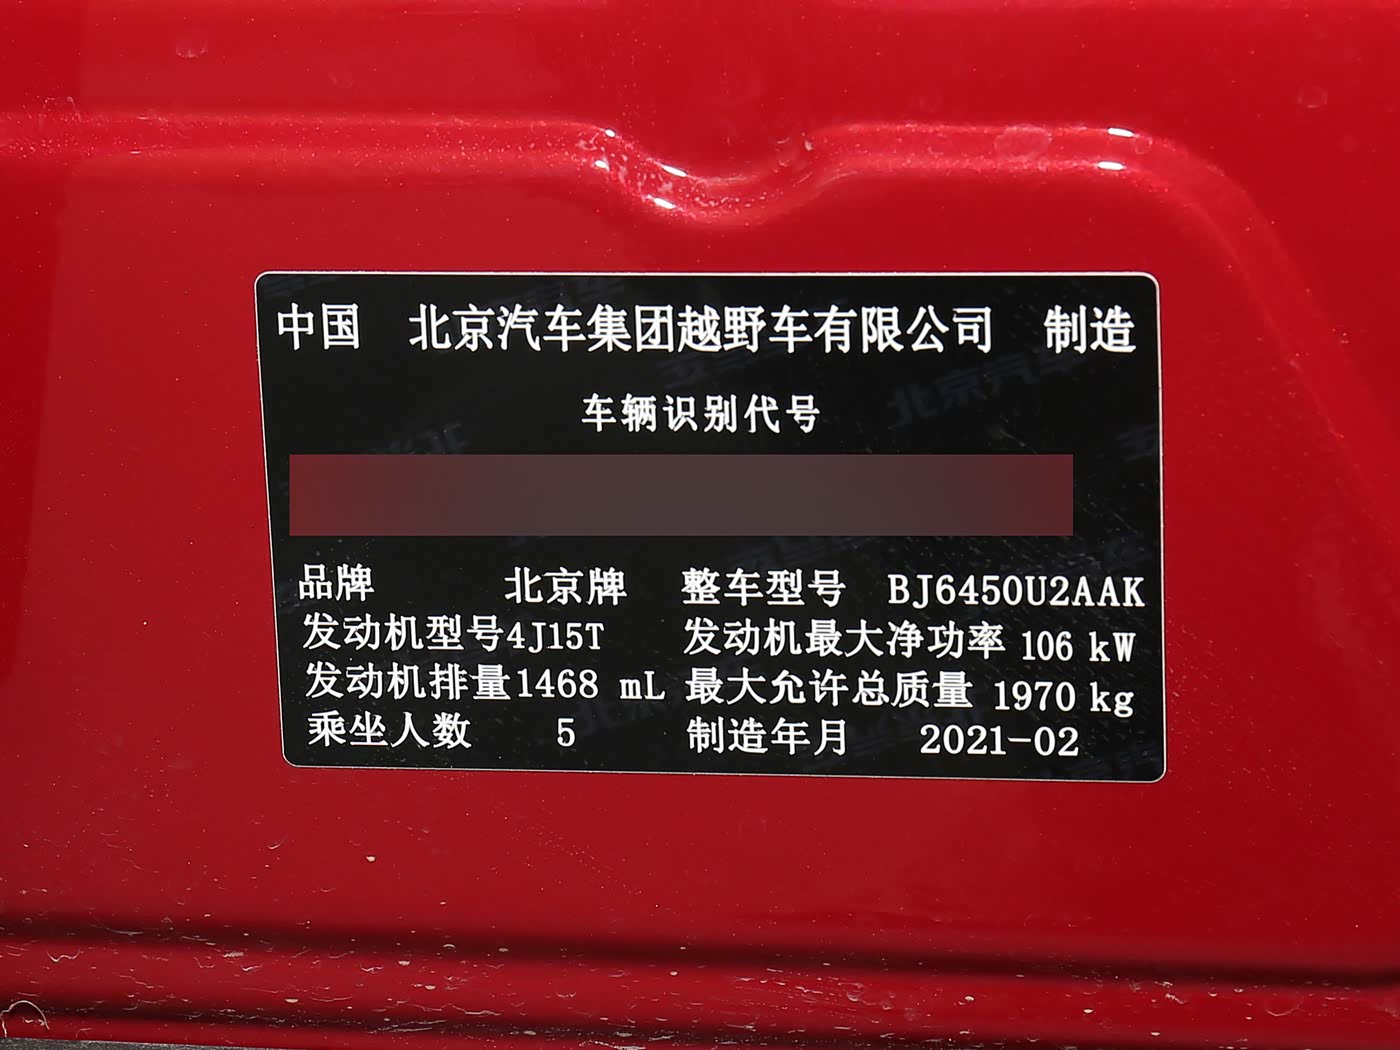 中国 北京汽车集团越野车有限公司 制造
车辆识别代号
品牌 北京牌 整车型号 BJ6450U2AAK
发动机型号 4J15T 发动机最大净功率 106 kW
发动机排量 1468 mL 最大允许总质量 1970 kg
乘坐人数 5 制造年月 2021-02